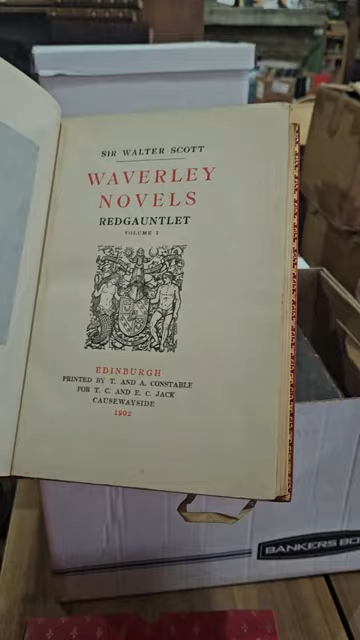 SIR WALTER SCOTT
WAVERLEY
NOVELS
REDGAUNTLET
VOLUME I
EDINBURGH
PRINTED BY T. AND A. CONSTABLE
FOR T. C. AND E. C. JACK
CAUSEWAYSIDE
1902
BANKERS BO